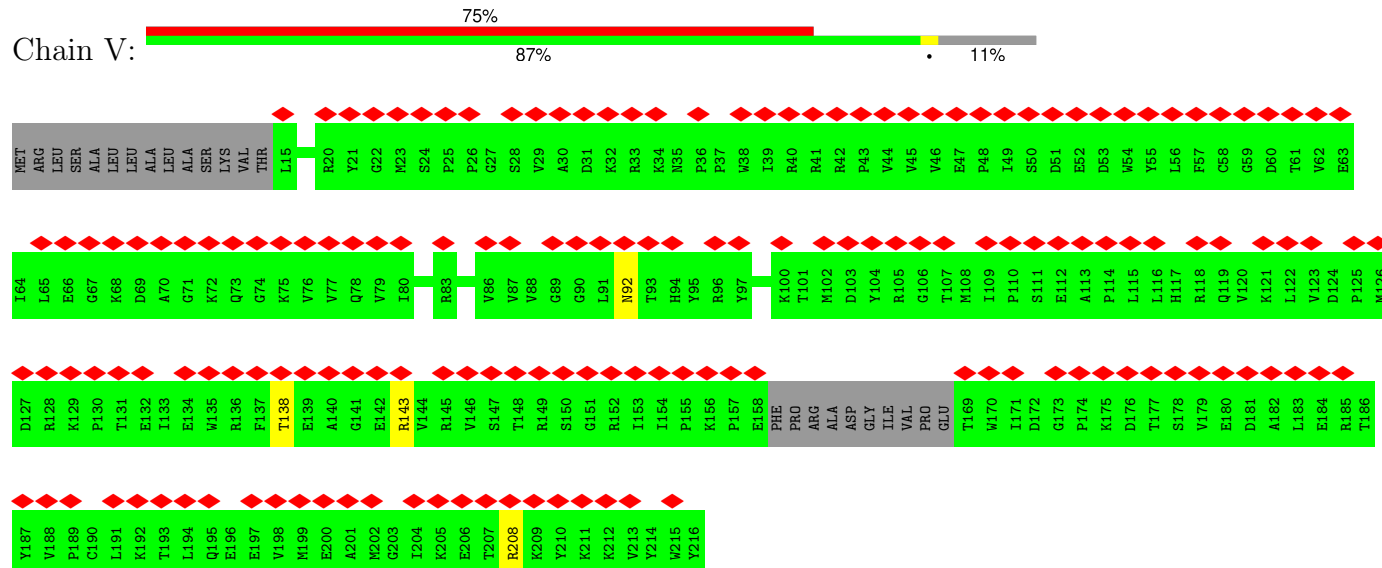 75%
Chain V:
87% • 11%
MET ARG LEU SER ALA LEU LEU ALA LEU ALA SER LYS VAL THR L15 R20 Y21 G22 M23 S24 P25 P26 G27 S28 V29 A30 D31 K32 R33 K34 N35 P36 P37 W38 I39 R40 R41 R42 P43 V44 V45 V46 E47 P48 I49 S50 D51 E52 D53 W54 Y55 L56 F57 C58 G59 D60 T61 V62 E63
I64 L65 E66 G67 K68 D69 A70 G71 K72 Q73 G74 K75 V76 V77 Q78 V79 I80 R83 V86 V87 V88 G89 G90 L91 N92 T93 H94 Y95 R96 Y97 K100 T101 M102 D103 Y104 R105 G106 T107 M108 I109 P110 S111 E112 A113 P114 L115 L116 H117 R118 Q119 V120 K121 L122 V123 D124 P125 M126
D127 R128 K129 P130 T131 E132 I133 E134 W135 R136 F137 T138 E139 A140 G141 E142 R143 V144 R145 V146 S147 T148 R149 S150 G151 R152 I153 I154 P155 K156 P157 E158 PHE PRO ARG ALA ASP GLY ILE VAL PRO GLU T169 W170 I171 D172 G173 P174 K175 D176 T177 S178 V179 E180 D181 A182 L183 E184 R185 T186
Y187 V188 P189 C190 L191 K192 T193 L194 Q195 E196 E197 V198 M199 E200 A201 M202 G203 I204 K205 E206 T207 R208 K209 Y210 K211 K212 V213 Y214 W215 Y216